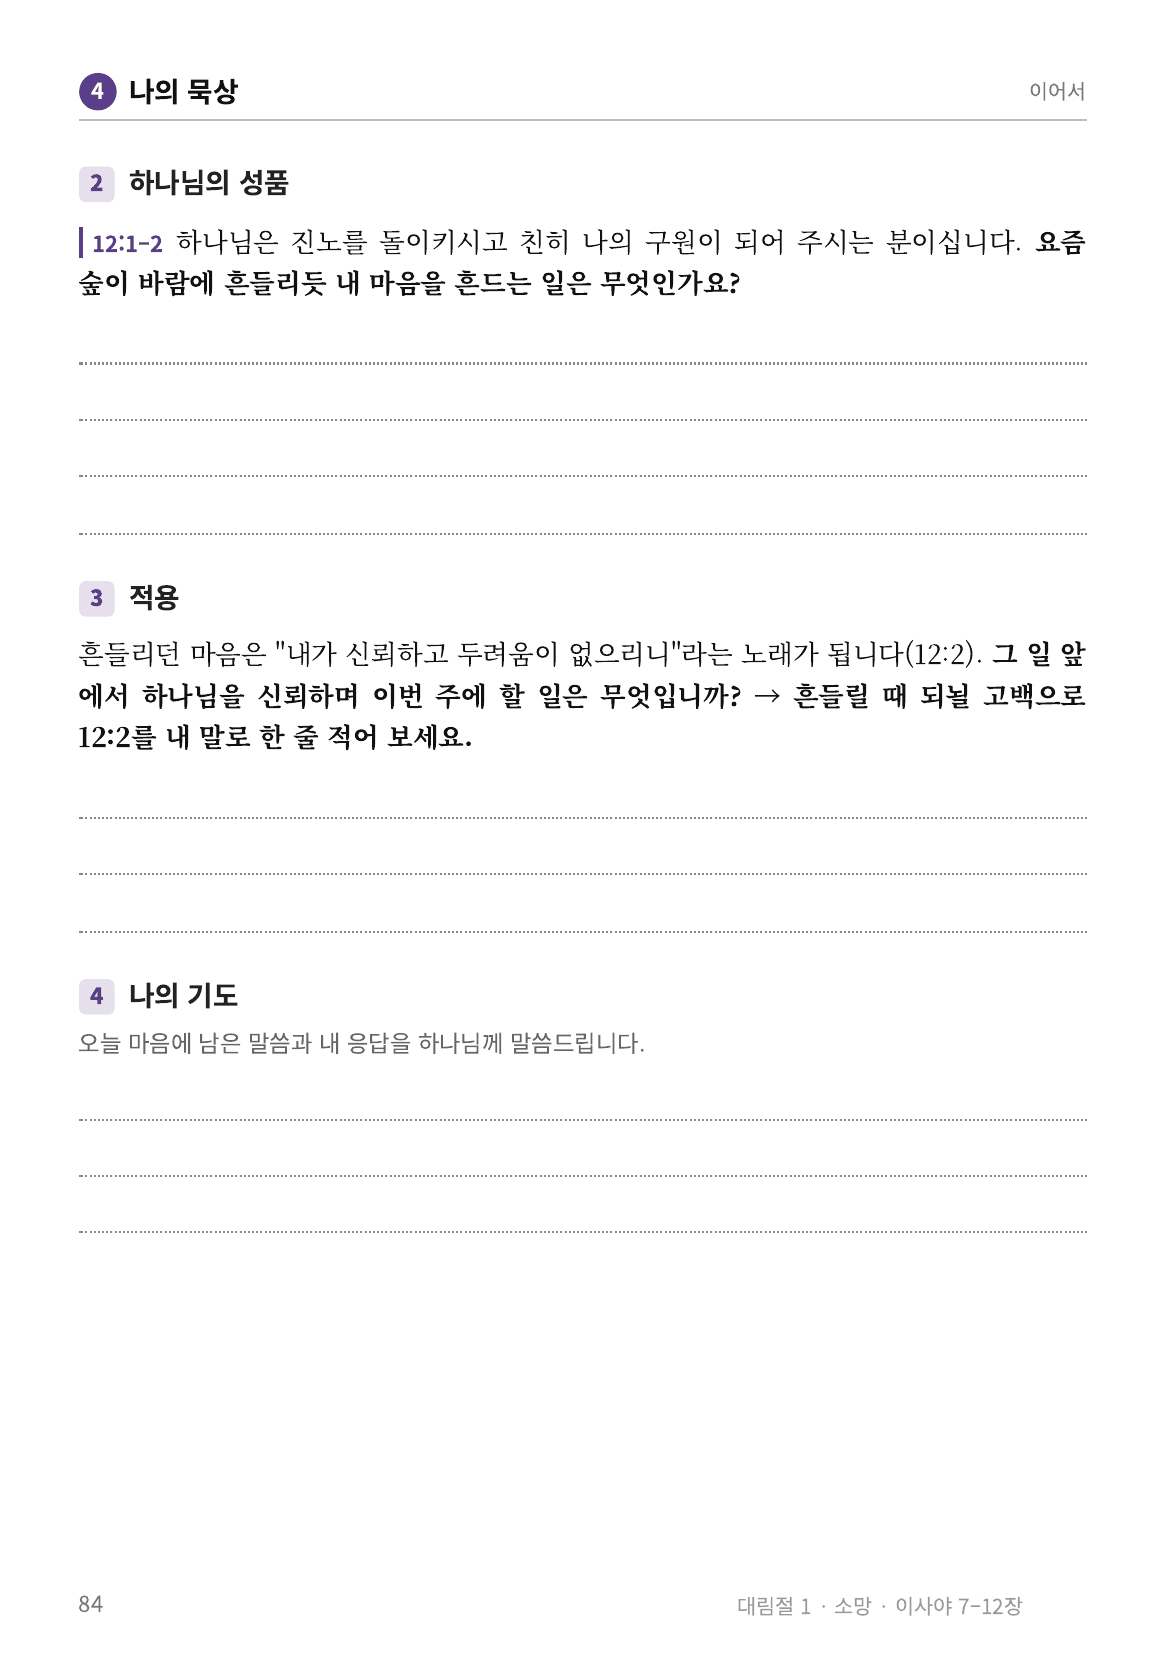 4 나의 묵상 이어서
2 하나님의 성품
12:1–2 하나님은 진노를 돌이키시고 친히 나의 구원이 되어 주시는 분이십니다. 요즘
숲이 바람에 흔들리듯 내 마음을 흔드는 일은 무엇인가요?
3 적용
흔들리던 마음은 "내가 신뢰하고 두려움이 없으리니"라는 노래가 됩니다(12:2). 그 일 앞
에서 하나님을 신뢰하며 이번 주에 할 일은 무엇입니까? → 흔들릴 때 되뇔 고백으로
12:2를 내 말로 한 줄 적어 보세요.
4 나의 기도
오늘 마음에 남은 말씀과 내 응답을 하나님께 말씀드립니다.
84 대림절 1 · 소망 · 이사야 7–12장